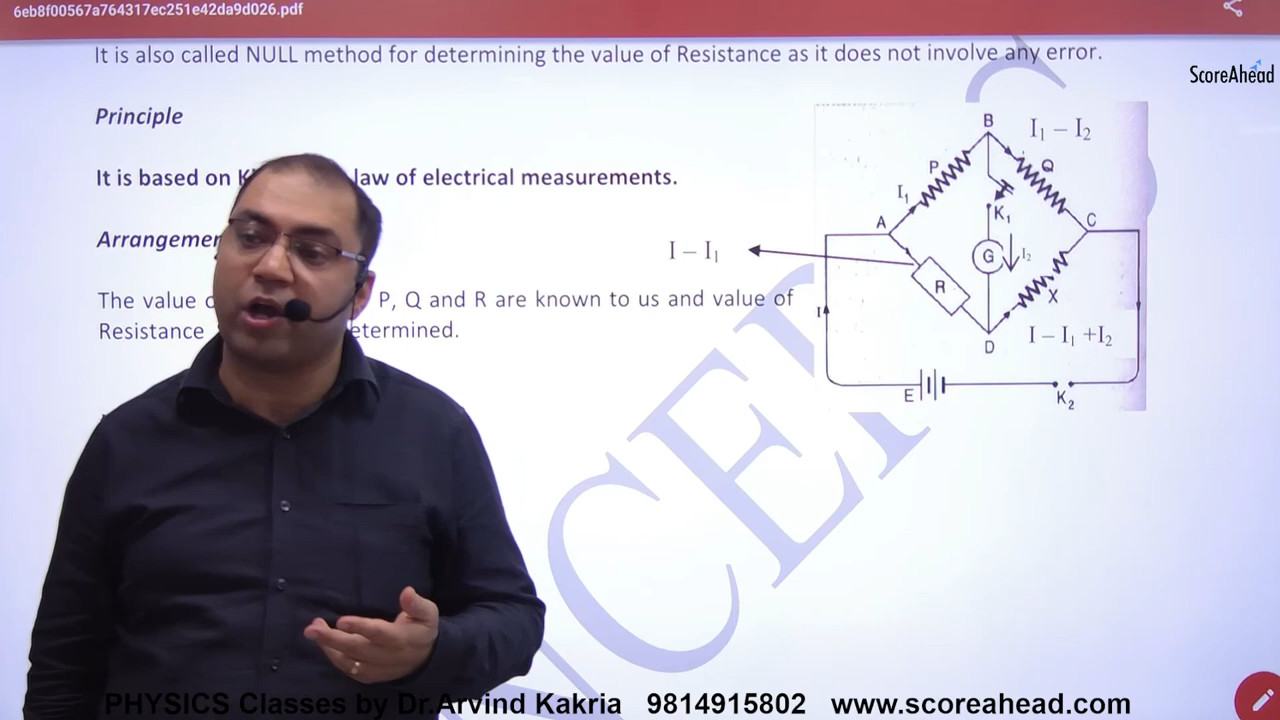 6eb8f00567a764317ec251e42da9d026.pdf
It is also called NULL method for determining the value of Resistance as it does not involve any error.
ScoreAhead
Principle
It is based on K law of electrical measurements.
Arrangemen
The value P, Q and R are known to us and value of
Resistance etermined.
B
I₁ – I₂
P
Q
I₁
A
K₁
C
I – I₁
G
I₂
R
X
I
D
I – I₁ +I₂
E
K₂
NCER
PHYSICS Classes by Dr.Arvind Kakria 9814915802 www.scoreahead.com